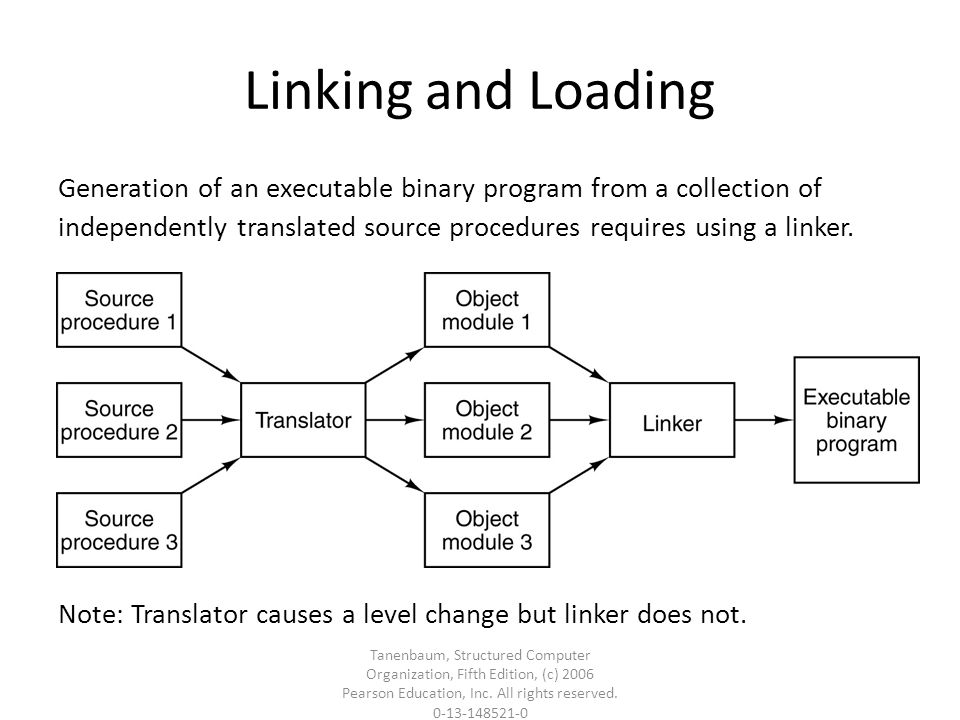 Linking and Loading
Generation of an executable binary program from a collection of
independently translated source procedures requires using a linker.
Source
procedure 1
Object
module 1
Source
procedure 2
Translator
Object
module 2
Linker
Executable
binary
program
Source
procedure 3
Object
module 3
Note: Translator causes a level change but linker does not.
Tanenbaum, Structured Computer
Organization, Fifth Edition, (c) 2006
Pearson Education, Inc. All rights reserved.
0-13-148521-0